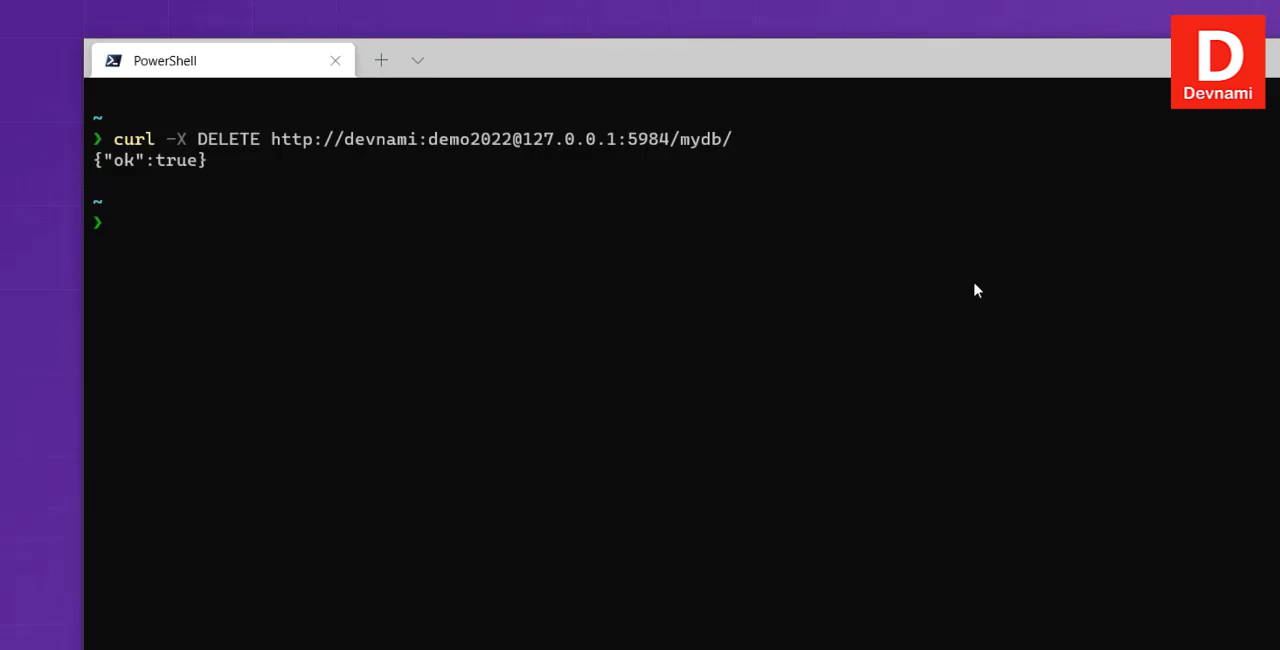 PowerShell
D
Devnami
~
❯ curl -X DELETE http://devnami:demo2022@127.0.0.1:5984/mydb/
{"ok":true}
~
❯